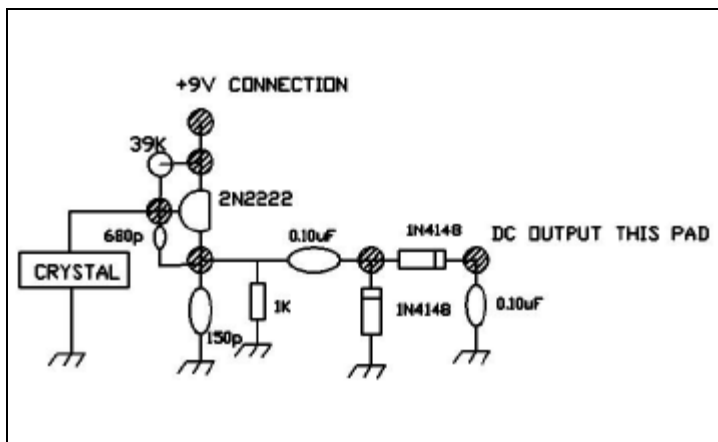 +9V CONNECTION
39K
2N2222
680p
0.10uF
1N4148
DC OUTPUT THIS PAD
CRYSTAL
1K
1N4148
0.10uF
150p